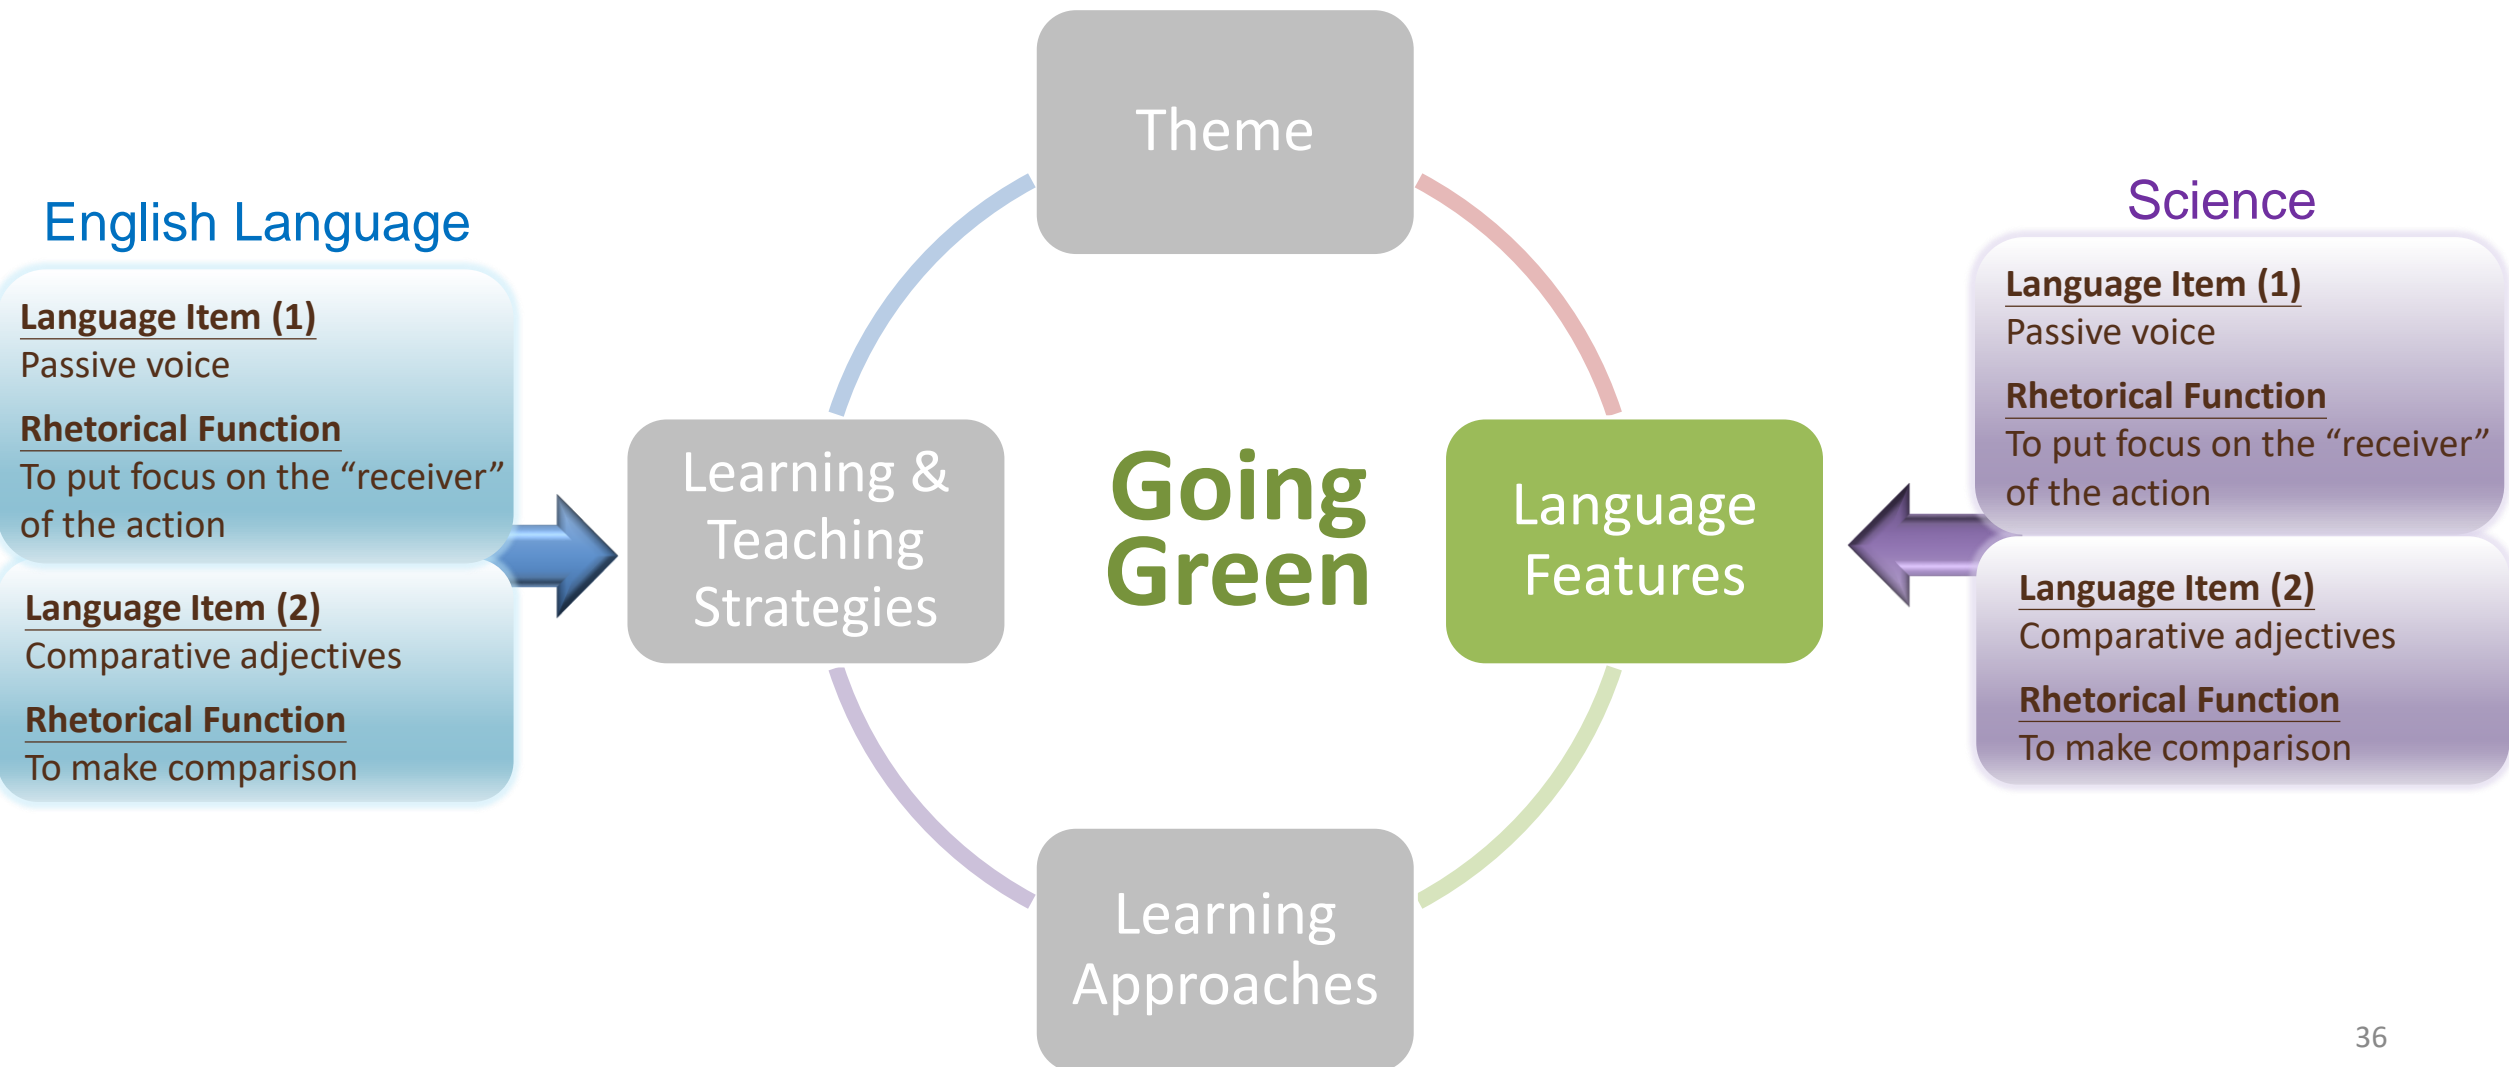 Theme
English Language
Language Item (1)
Passive voice
Rhetorical Function
To put focus on the “receiver”
of the action
Language Item (2)
Comparative adjectives
Rhetorical Function
To make comparison
Learning &
Teaching
Strategies
Going
Green
Language
Features
Learning
Approaches
Science
Language Item (1)
Passive voice
Rhetorical Function
To put focus on the “receiver”
of the action
Language Item (2)
Comparative adjectives
Rhetorical Function
To make comparison
36